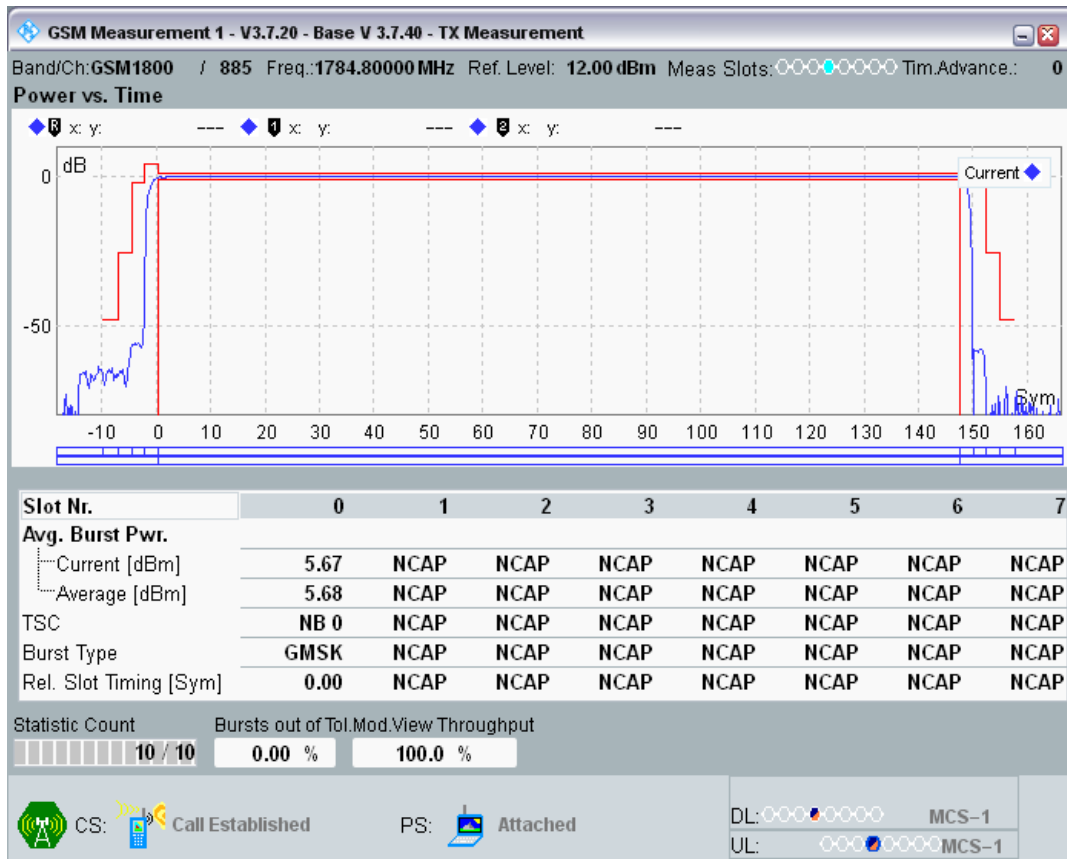 GSM Measurement 1 - V3.7.20 - Base V 3.7.40 - TX Measurement
Band/Ch:GSM1800 / 885 Freq.:1784.80000 MHz Ref. Level: 12.00 dBm Meas Slots: Tim.Advance.: 0
Power vs. Time
R x: y: --- 1 x: y: --- 2 x: y: ---
dB
0
Current
-50
Sym
-10 0 10 20 30 40 50 60 70 80 90 100 110 120 130 140 150 160
Slot Nr. 0 1 2 3 4 5 6 7
Avg. Burst Pwr.
Current [dBm] 5.67 NCAP NCAP NCAP NCAP NCAP NCAP NCAP
Average [dBm] 5.68 NCAP NCAP NCAP NCAP NCAP NCAP NCAP
TSC NB 0 NCAP NCAP NCAP NCAP NCAP NCAP NCAP
Burst Type GMSK NCAP NCAP NCAP NCAP NCAP NCAP NCAP
Rel. Slot Timing [Sym] 0.00 NCAP NCAP NCAP NCAP NCAP NCAP NCAP
Statistic Count Bursts out of Tol.Mod.View Throughput
10 / 10 0.00 % 100.0 %
CS: Call Established PS: Attached DL: MCS-1
UL: MCS-1